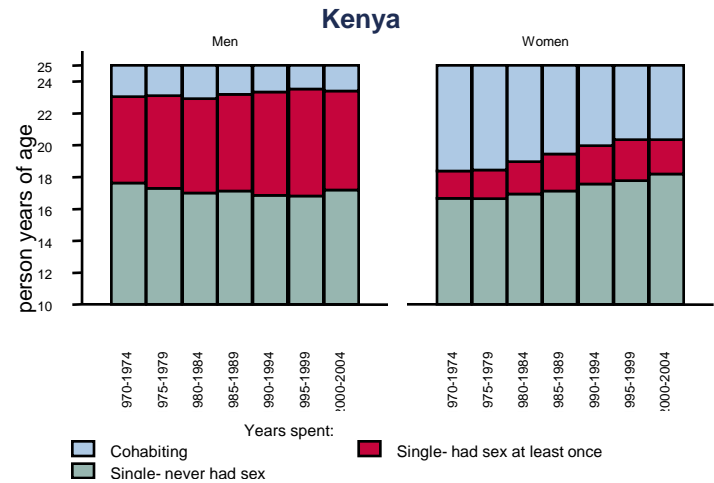 Kenya
Men
Women
person years of age
25
24
22
20
18
16
14
12
10
970-1974
975-1979
980-1984
985-1989
990-1994
995-1999
2000-2004
970-1974
975-1979
980-1984
985-1989
990-1994
995-1999
2000-2004
Years spent:
Cohabiting
Single- had sex at least once
Single- never had sex